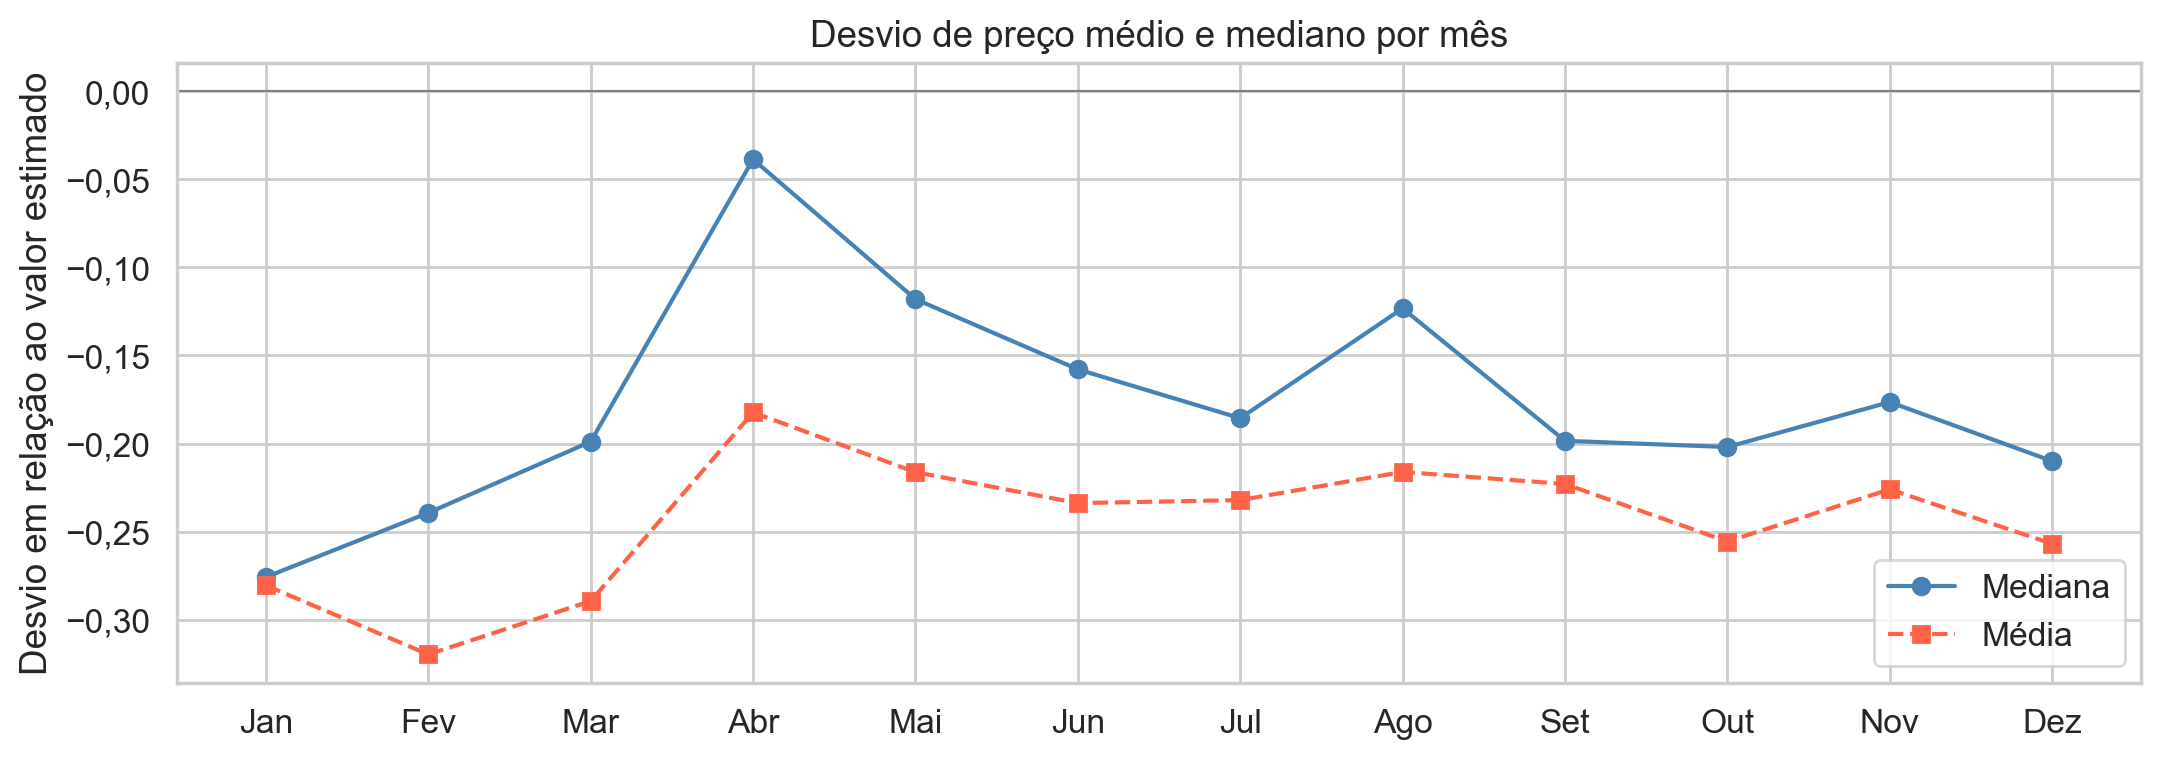 Desvio de preço médio e mediano por mês
Desvio em relação ao valor estimado
0,00
−0,05
−0,10
−0,15
−0,20
−0,25
−0,30
Jan Fev Mar Abr Mai Jun Jul Ago Set Out Nov Dez
Mediana
Média